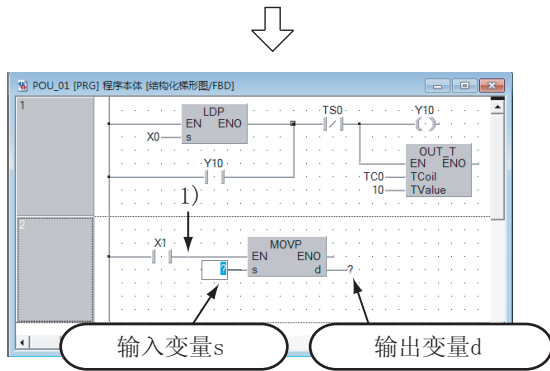 POU_01 [PRG] 程序本体 [结构化梯形图/FBD]
1
LDP
EN ENO
X0 s
TS0
Y10
Y10
OUT_T
EN ENO
TC0 TCoil
10 TValue
1)
2
X1
MOVP
EN ENO
? s d ?
输入变量s
输出变量d